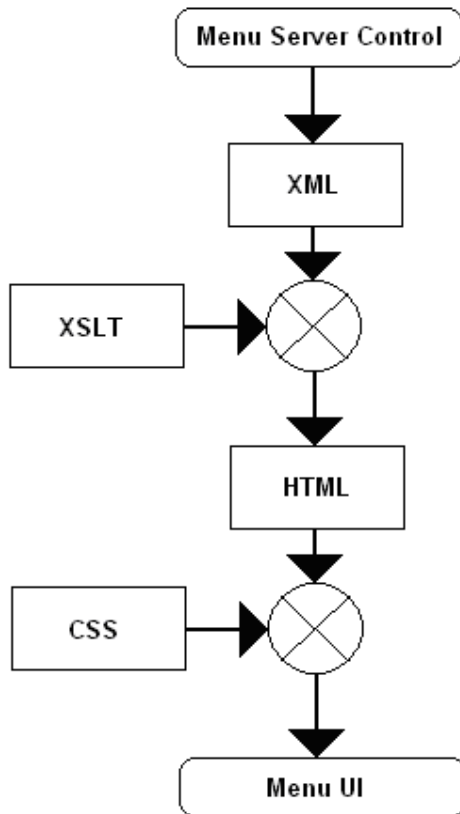 Menu Server Control
XML
XSLT
HTML
CSS
Menu UI